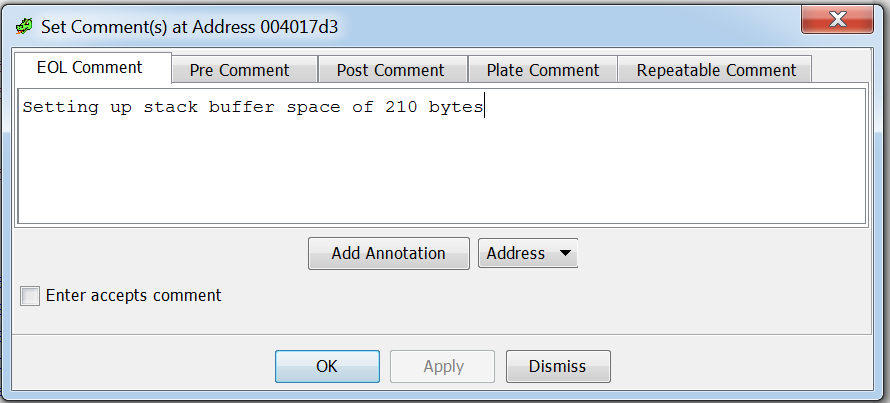 Set Comment(s) at Address 004017d3
EOL Comment Pre Comment Post Comment Plate Comment Repeatable Comment
Setting up stack buffer space of 210 bytes
Add Annotation Address
Enter accepts comment
OK Apply Dismiss